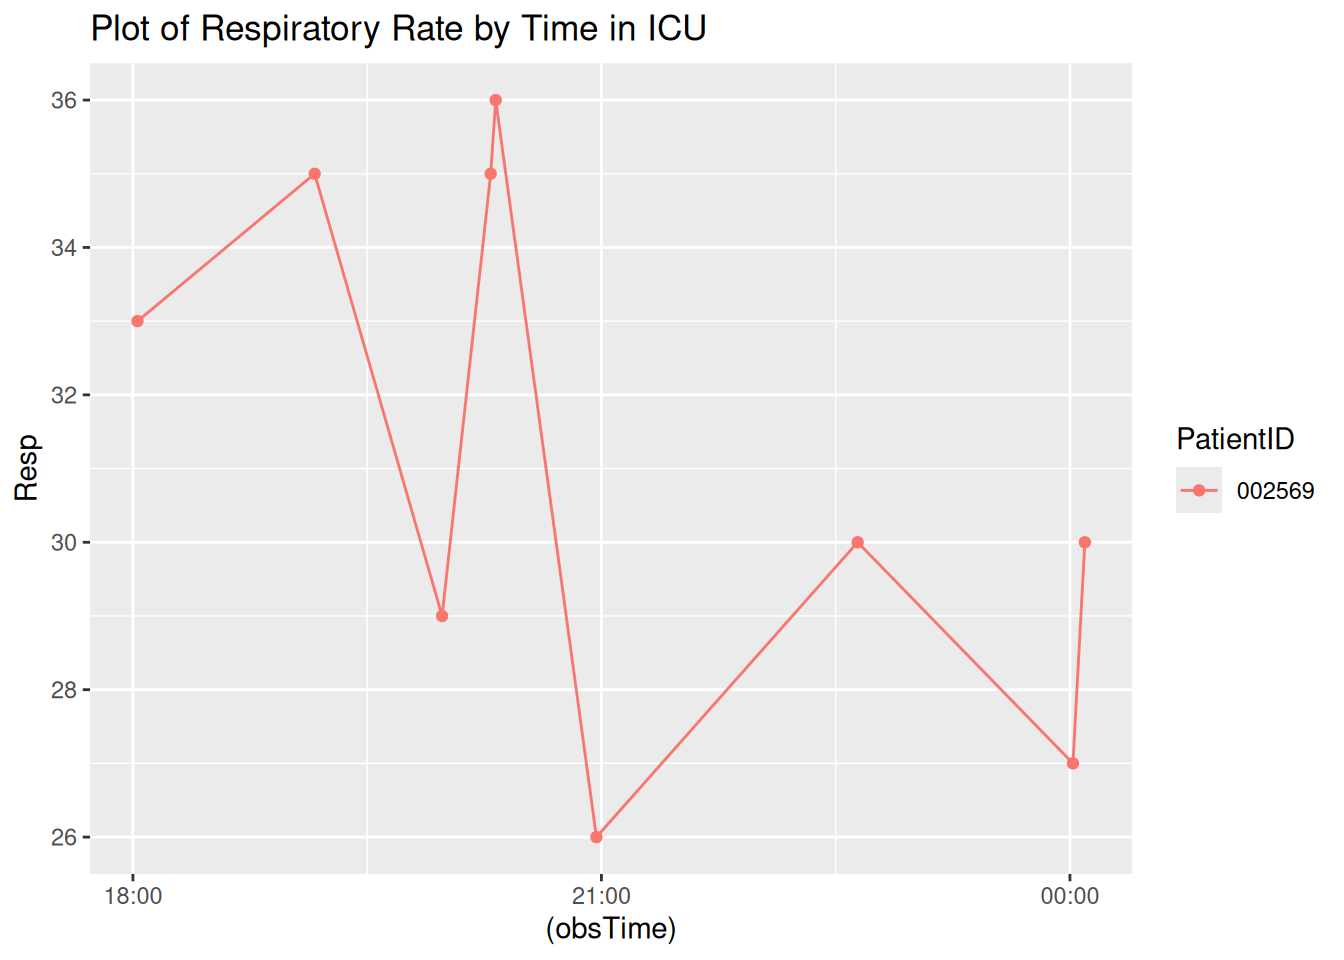 Plot of Respiratory Rate by Time in ICU
36
34
32
30
28
26
Resp
18:00
21:00
00:00
(obsTime)
PatientID
002569